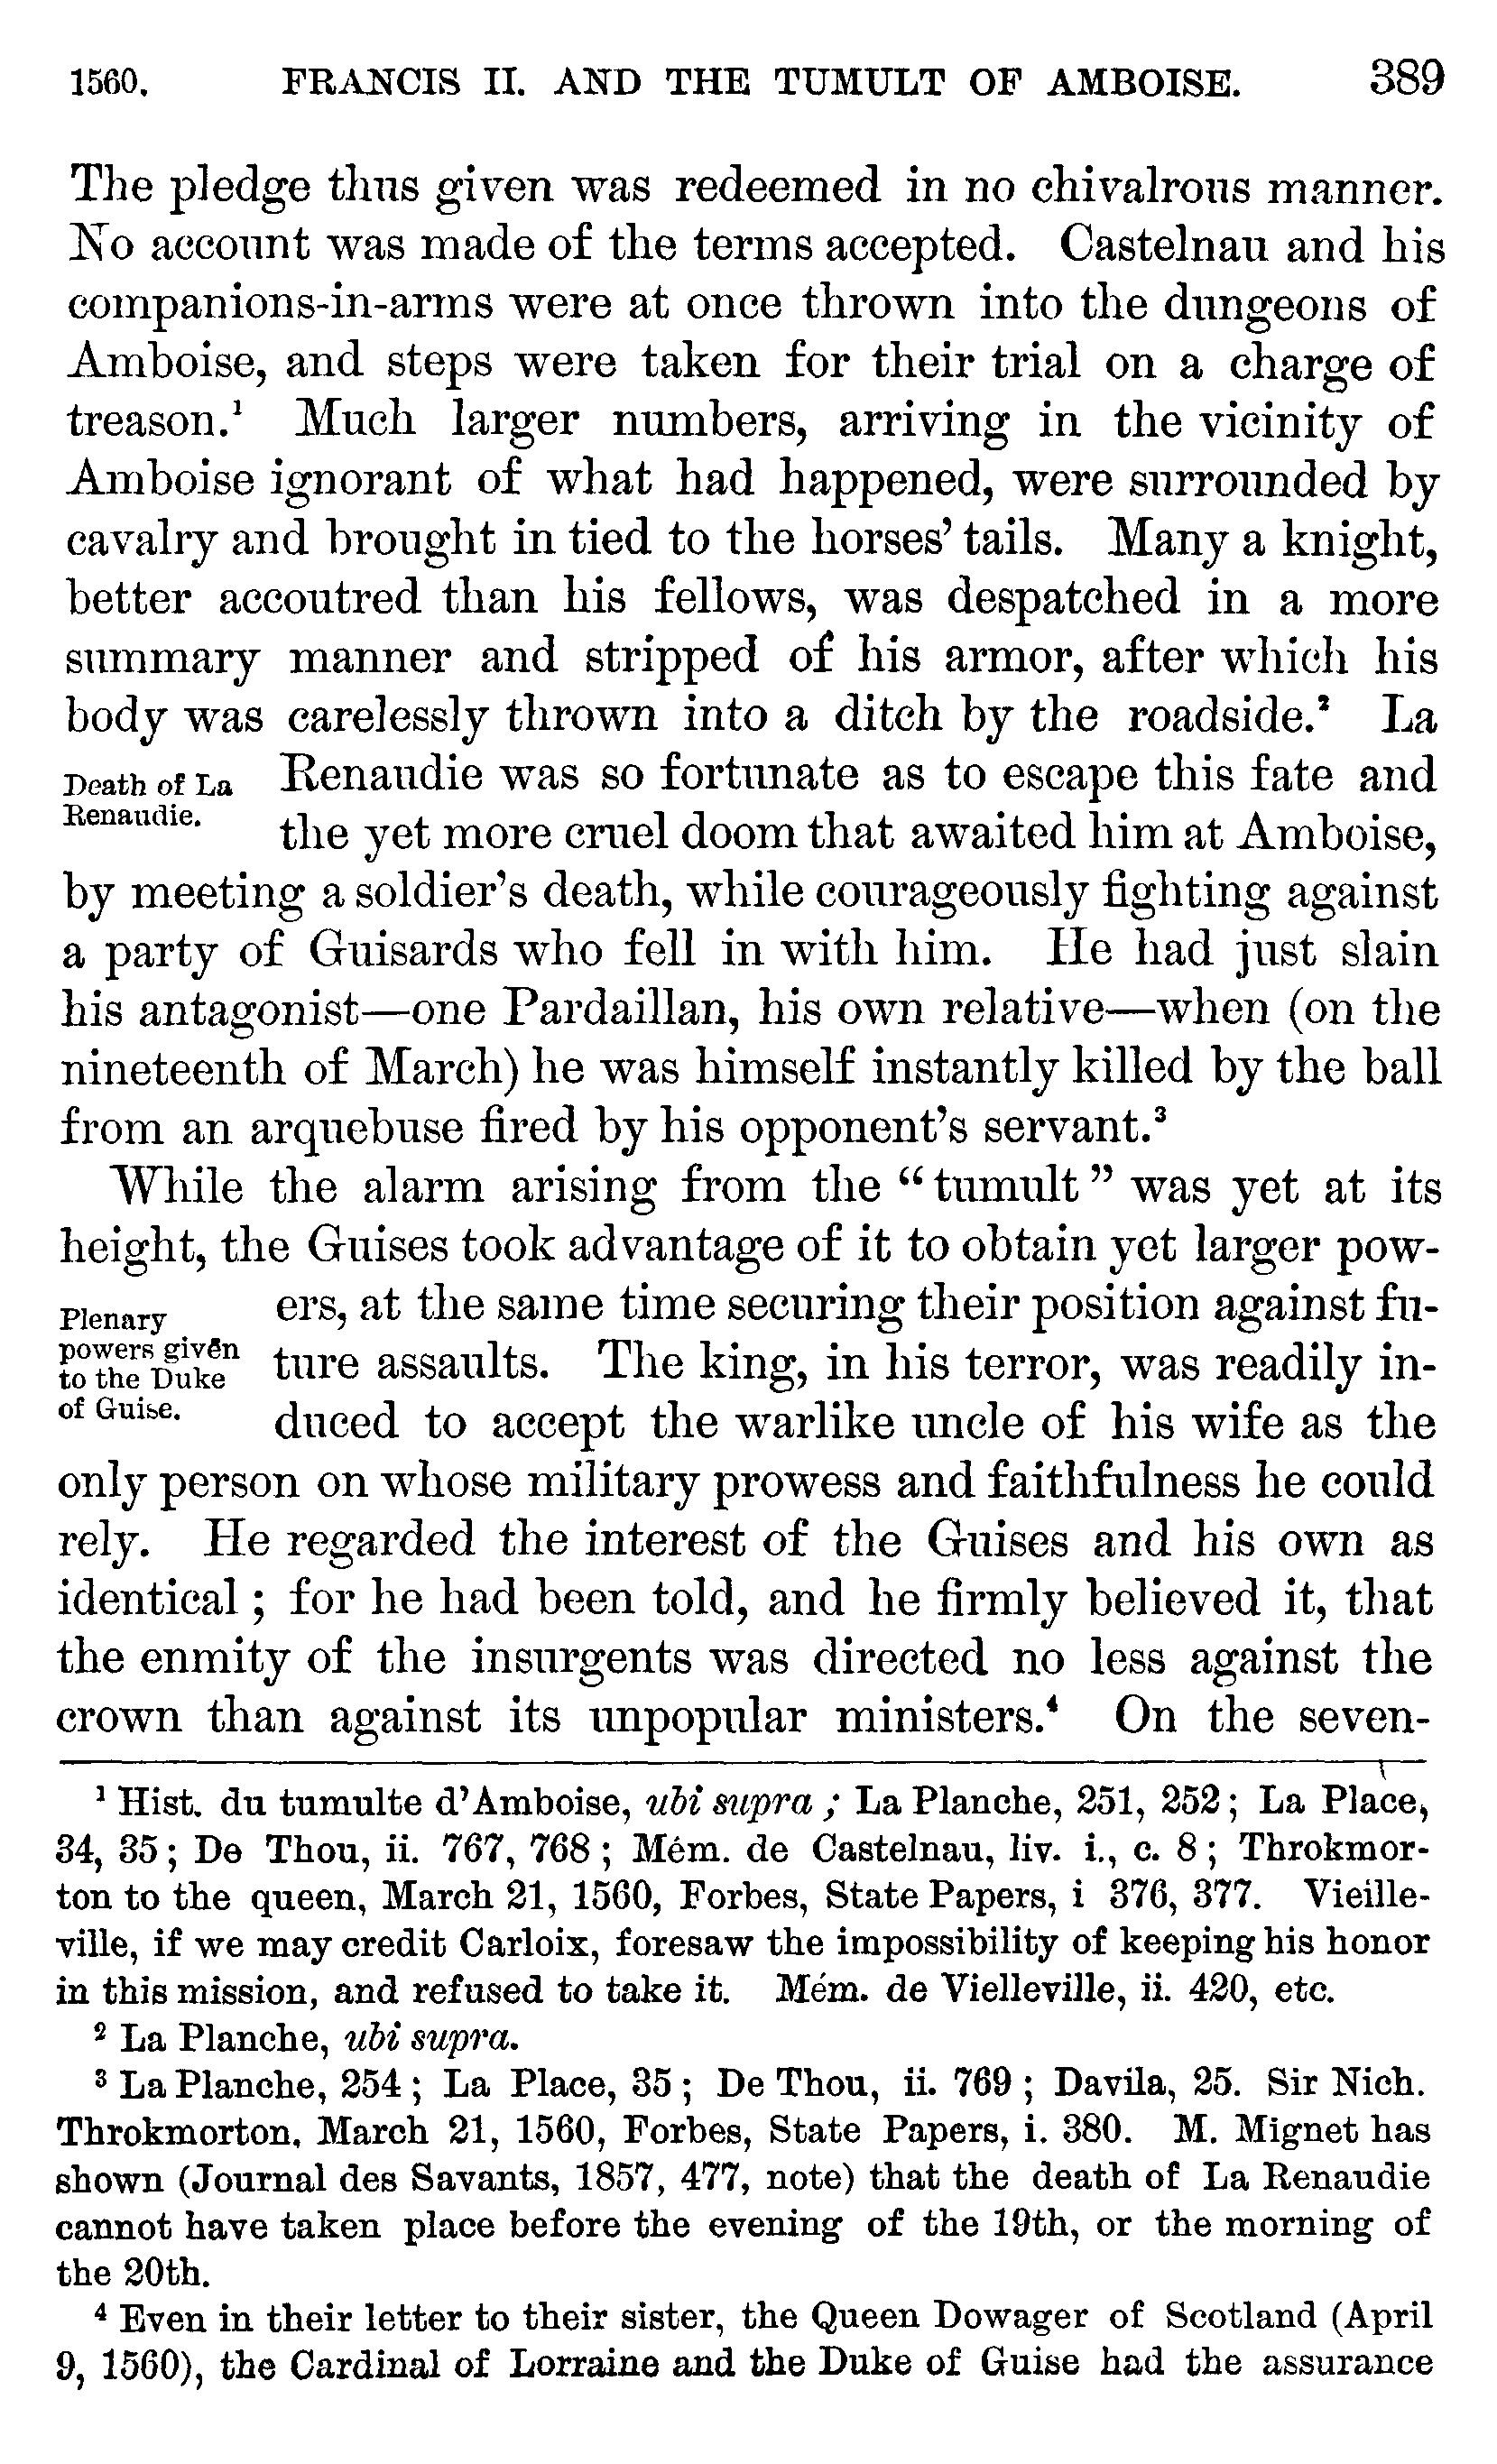 1560. FRANCIS II. AND THE TUMULT OF AMBOISE. 389
The pledge thus given was redeemed in no chivalrous manner.
No account was made of the terms accepted. Castelnau and his
companions-in-arms were at once thrown into the dungeons of
Amboise, and steps were taken for their trial on a charge of
treason.¹ Much larger numbers, arriving in the vicinity of
Amboise ignorant of what had happened, were surrounded by
cavalry and brought in tied to the horses' tails. Many a knight,
better accoutred than his fellows, was despatched in a more
summary manner and stripped of his armor, after which his
body was carelessly thrown into a ditch by the roadside.² La
Death of La
Renaudie.
Renaudie was so fortunate as to escape this fate and
the yet more cruel doom that awaited him at Amboise,
by meeting a soldier's death, while courageously fighting against
a party of Guisards who fell in with him. He had just slain
his antagonist—one Pardaillan, his own relative—when (on the
nineteenth of March) he was himself instantly killed by the ball
from an arquebuse fired by his opponent's servant.³
While the alarm arising from the "tumult" was yet at its
height, the Guises took advantage of it to obtain yet larger pow-
Plenary
powers given
to the Duke
of Guise.
ers, at the same time securing their position against fu-
ture assaults. The king, in his terror, was readily in-
duced to accept the warlike uncle of his wife as the
only person on whose military prowess and faithfulness he could
rely. He regarded the interest of the Guises and his own as
identical; for he had been told, and he firmly believed it, that
the enmity of the insurgents was directed no less against the
crown than against its unpopular ministers.⁴ On the seven-
¹ Hist. du tumulte d'Amboise, ubi supra; La Planche, 251, 252; La Place,
34, 35; De Thou, ii. 767, 768; Mém. de Castelnau, liv. i., c. 8; Throkmor-
ton to the queen, March 21, 1560, Forbes, State Papers, i 376, 377. Vieille-
ville, if we may credit Carloix, foresaw the impossibility of keeping his honor
in this mission, and refused to take it. Mém. de Vielleville, ii. 420, etc.
² La Planche, ubi supra.
³ La Planche, 254; La Place, 35; De Thou, ii. 769; Davila, 25. Sir Nich.
Throkmorton, March 21, 1560, Forbes, State Papers, i. 380. M. Mignet has
shown (Journal des Savants, 1857, 477, note) that the death of La Renaudie
cannot have taken place before the evening of the 19th, or the morning of
the 20th.
⁴ Even in their letter to their sister, the Queen Dowager of Scotland (April
9, 1560), the Cardinal of Lorraine and the Duke of Guise had the assurance